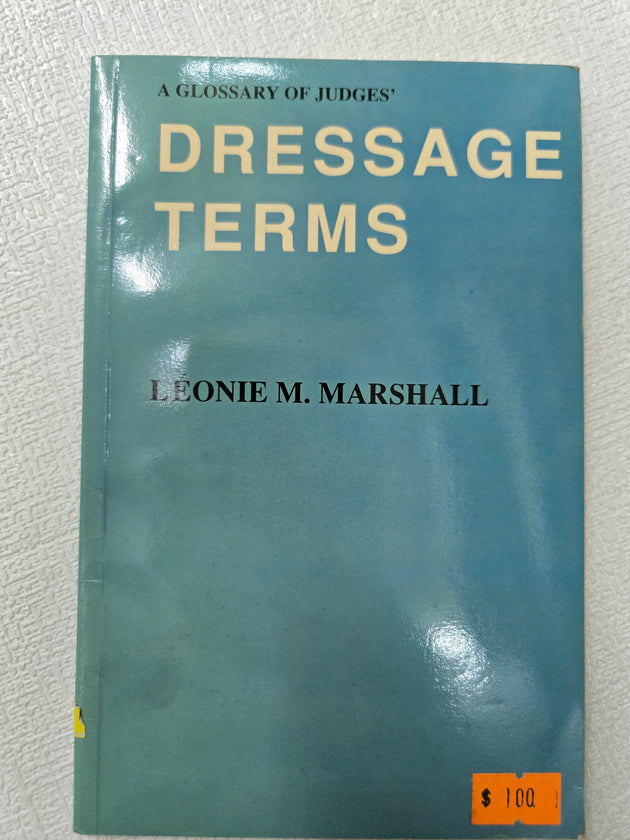 A GLOSSARY OF JUDGES'
DRESSAGE
TERMS
LÉONIE M. MARSHALL
$ 100